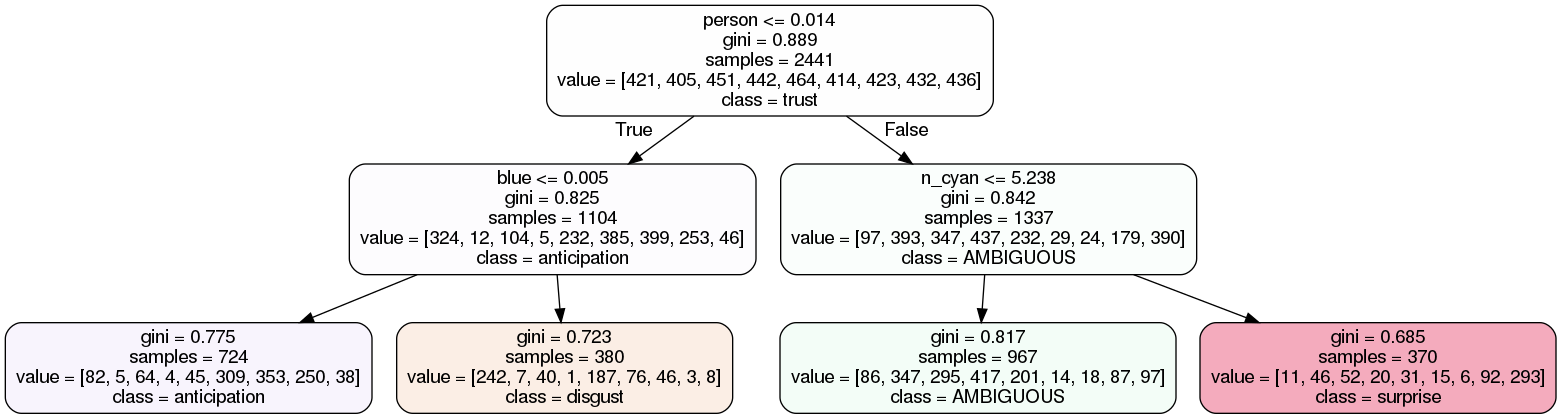 person <= 0.014
gini = 0.889
samples = 2441
value = [421, 405, 451, 442, 464, 414, 423, 432, 436]
class = trust
True
False
blue <= 0.005
gini = 0.825
samples = 1104
value = [324, 12, 104, 5, 232, 385, 399, 253, 46]
class = anticipation
n_cyan <= 5.238
gini = 0.842
samples = 1337
value = [97, 393, 347, 437, 232, 29, 24, 179, 390]
class = AMBIGUOUS
gini = 0.775
samples = 724
value = [82, 5, 64, 4, 45, 309, 353, 250, 38]
class = anticipation
gini = 0.723
samples = 380
value = [242, 7, 40, 1, 187, 76, 46, 3, 8]
class = disgust
gini = 0.817
samples = 967
value = [86, 347, 295, 417, 201, 14, 18, 87, 97]
class = AMBIGUOUS
gini = 0.685
samples = 370
value = [11, 46, 52, 20, 31, 15, 6, 92, 293]
class = surprise